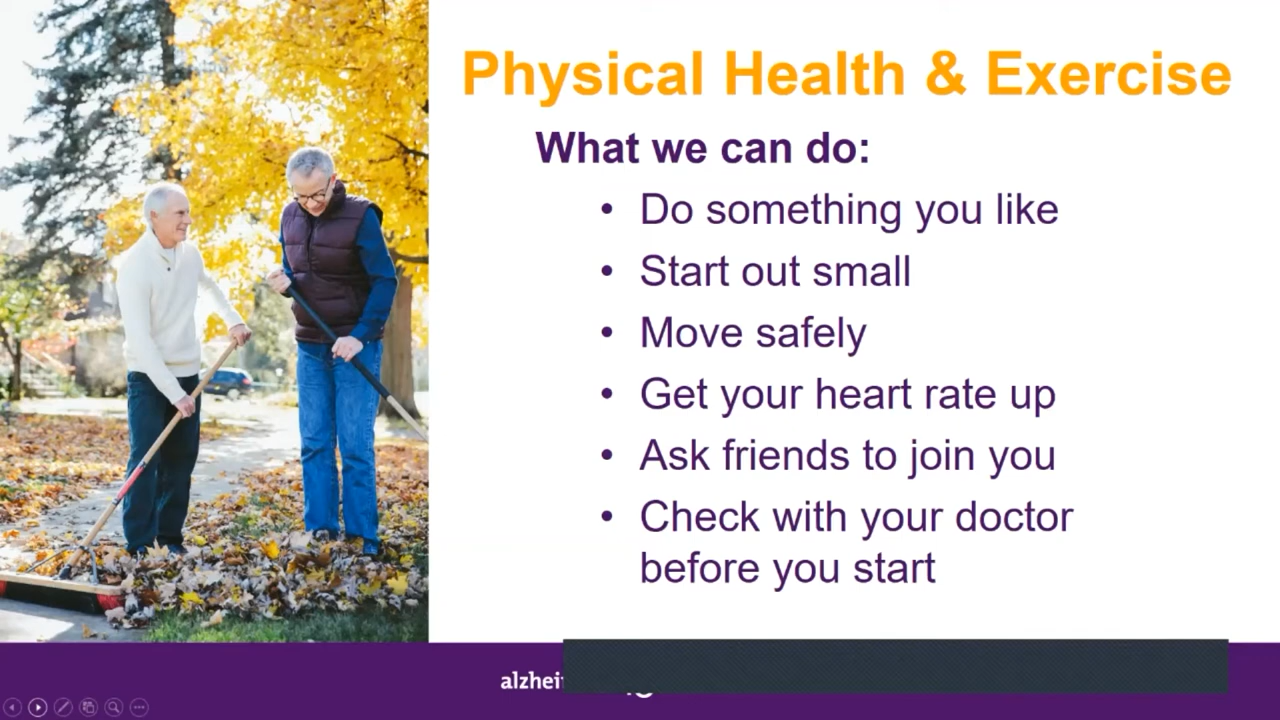 Physical Health & Exercise
What we can do:
• Do something you like
• Start out small
• Move safely
• Get your heart rate up
• Ask friends to join you
• Check with your doctor
before you start